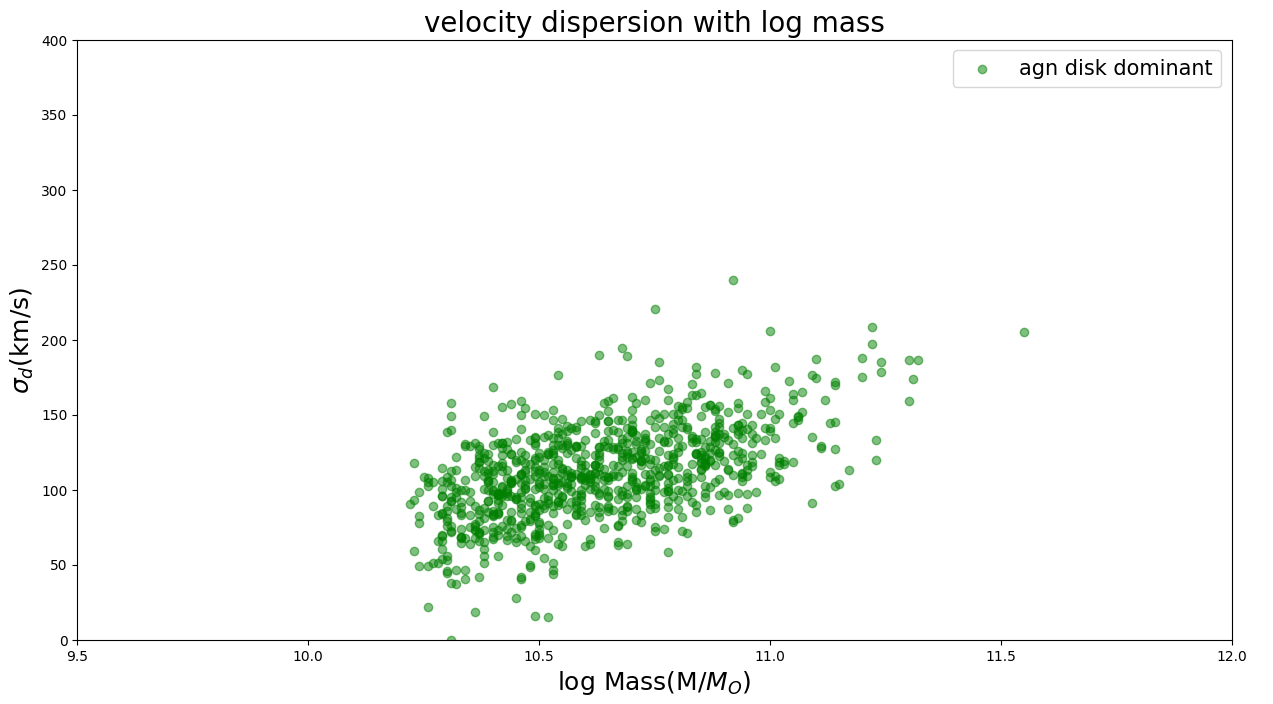 velocity dispersion with log mass
agn disk dominant
400
350
300
250
200
150
100
50
0
σd(km/s)
9.5 10.0 10.5 11.0 11.5 12.0
log Mass(M/MO)